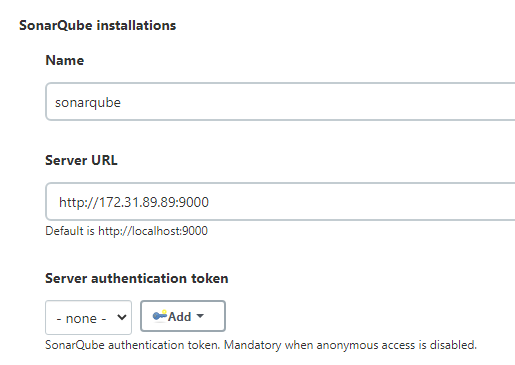 SonarQube installations
Name
sonarqube
Server URL
http://172.31.89.89:9000
Default is http://localhost:9000
Server authentication token
- none -
Add
SonarQube authentication token. Mandatory when anonymous access is disabled.